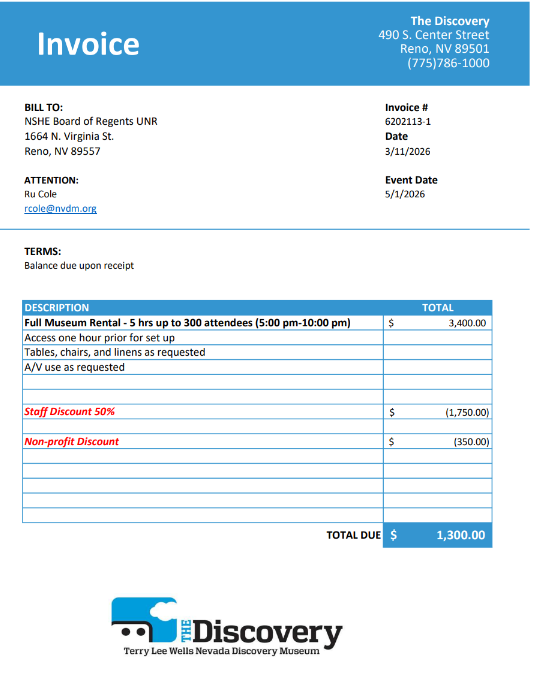 Invoice
The Discovery
490 S. Center Street
Reno, NV 89501
(775)786-1000
BILL TO:
NSHE Board of Regents UNR
1664 N. Virginia St.
Reno, NV 89557
Invoice #
6202113-1
Date
3/11/2026
ATTENTION:
Ru Cole
rcole@nvdm.org
Event Date
5/1/2026
TERMS:
Balance due upon receipt
DESCRIPTION TOTAL
Full Museum Rental - 5 hrs up to 300 attendees (5:00 pm-10:00 pm) $ 3,400.00
Access one hour prior for set up
Tables, chairs, and linens as requested
A/V use as requested
Staff Discount 50% $ (1,750.00)
Non-profit Discount $ (350.00)
TOTAL DUE $ 1,300.00
THE Discovery
Terry Lee Wells Nevada Discovery Museum